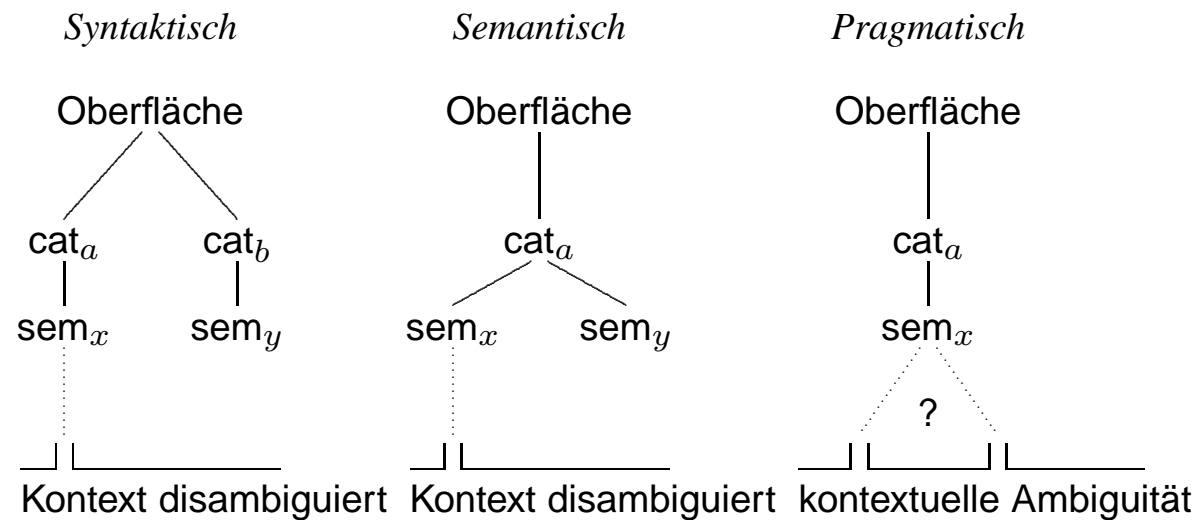 Syntaktisch Semantisch Pragmatisch
Oberfläche Oberfläche Oberfläche
cat_a cat_b cat_a cat_a
sem_x sem_y sem_x sem_y sem_x
?
Kontext disambiguiert Kontext disambiguiert kontextuelle Ambiguität